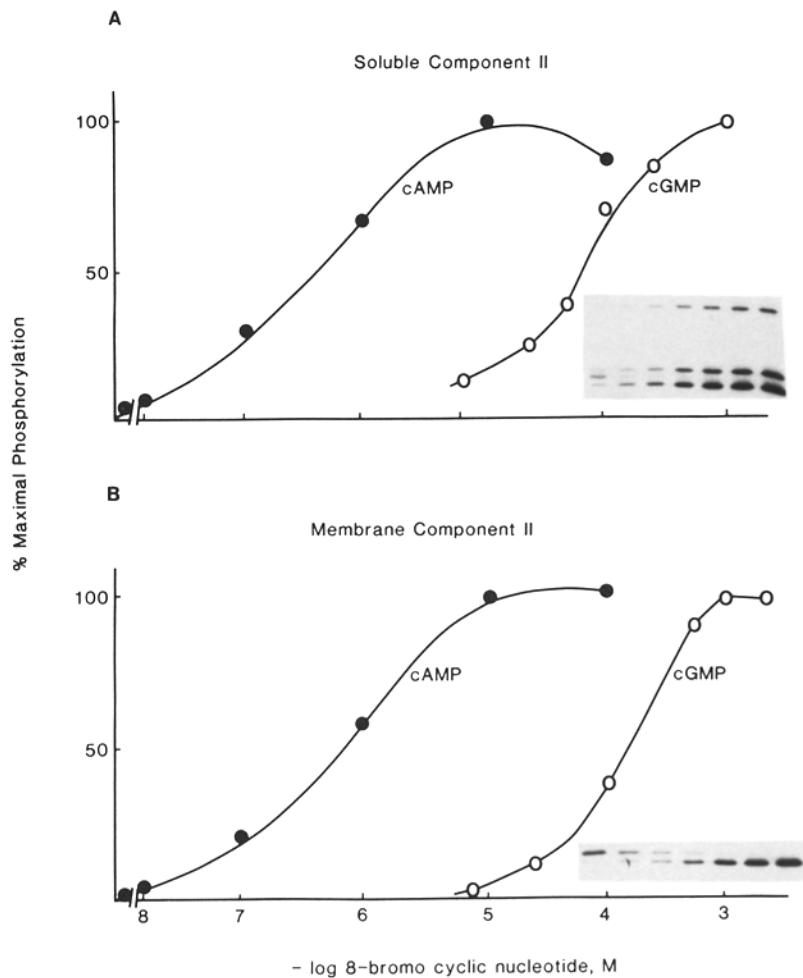 A
Soluble Component II
100
cAMP
cGMP
50
% Maximal Phosphorylation
B
Membrane Component II
100
cAMP
cGMP
50
8 7 6 5 4 3
– log 8-bromo cyclic nucleotide, M